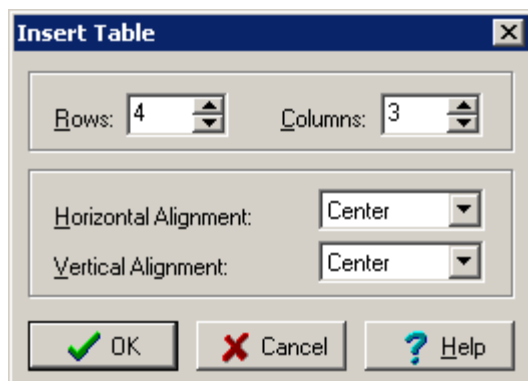 Insert Table
Rows: 4 Columns: 3
Horizontal Alignment: Center
Vertical Alignment: Center
OK Cancel Help